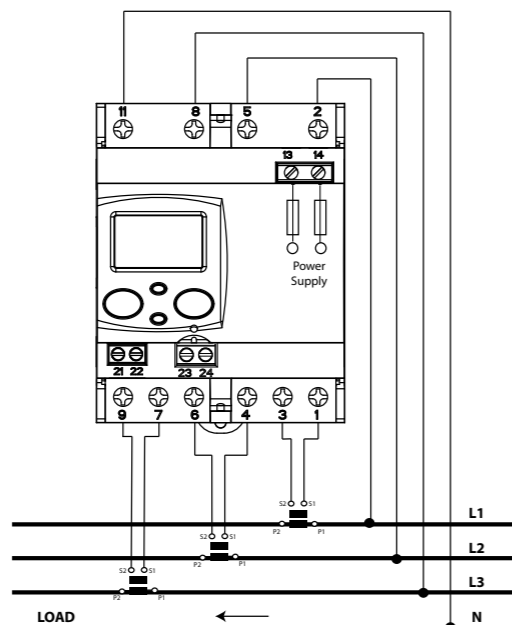 11 8 5 2
13 14
Power
Supply
21 22 23 24
9 7 6 4 3 1
S2 S1
P2 P1 L1
S2 S1
P2 P1 L2
S2 S1
P2 P1 L3
LOAD N